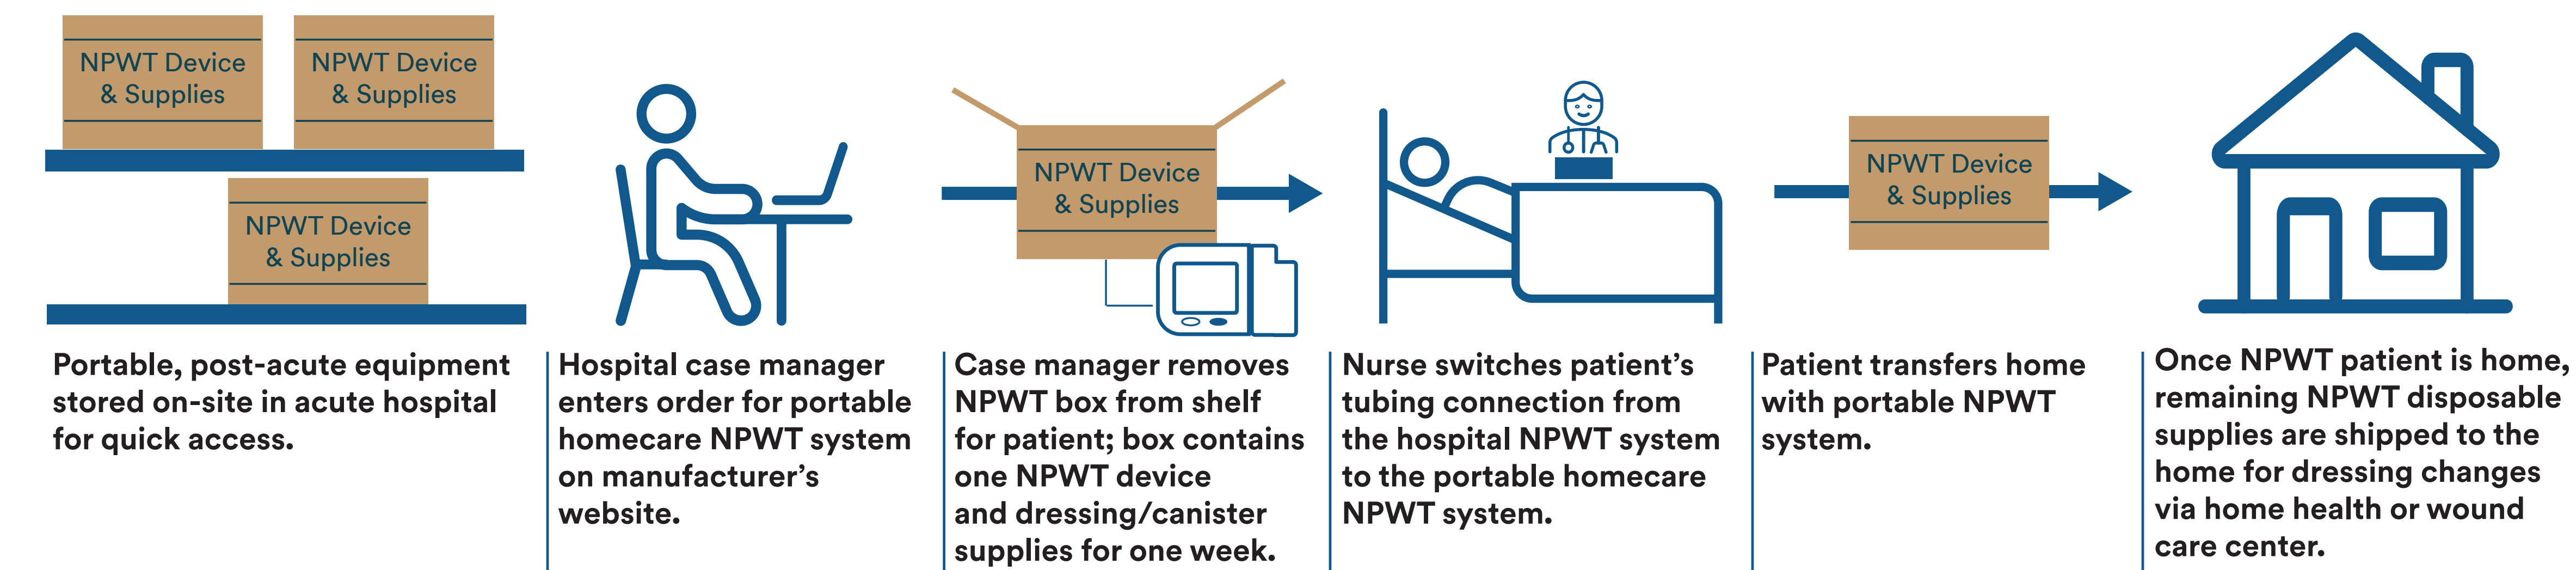 NPWT Device
& Supplies
NPWT Device
& Supplies
NPWT Device
& Supplies
Portable, post-acute equipment
stored on-site in acute hospital
for quick access.
Hospital case manager
enters order for portable
homecare NPWT system
on manufacturer’s
website.
NPWT Device
& Supplies
Case manager removes
NPWT box from shelf
for patient; box contains
one NPWT device
and dressing/canister
supplies for one week.
Nurse switches patient’s
tubing connection from
the hospital NPWT system
to the portable homecare
NPWT system.
NPWT Device
& Supplies
Patient transfers home
with portable NPWT
system.
Once NPWT patient is home,
remaining NPWT disposable
supplies are shipped to the
home for dressing changes
via home health or wound
care center.